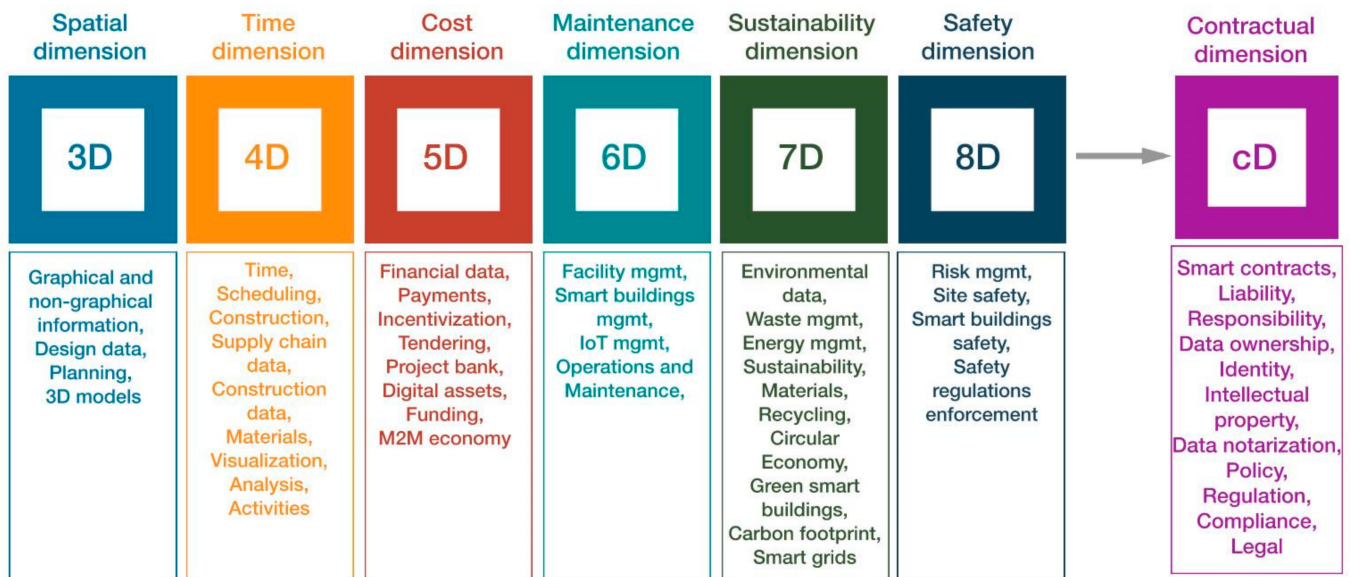 Spatial
dimension
Time
dimension
Cost
dimension
Maintenance
dimension
Sustainability
dimension
Safety
dimension
Contractual
dimension
3D
4D
5D
6D
7D
8D
cD
Graphical and
non-graphical
information,
Design data,
Planning,
3D models
Time,
Scheduling,
Construction,
Supply chain
data,
Construction
data,
Materials,
Visualization,
Analysis,
Activities
Financial data,
Payments,
Incentivization,
Tendering,
Project bank,
Digital assets,
Funding,
M2M economy
Facility mgmt,
Smart buildings
mgmt,
IoT mgmt,
Operations and
Maintenance,
Environmental
data,
Waste mgmt,
Energy mgmt,
Sustainability,
Materials,
Recycling,
Circular
Economy,
Green smart
buildings,
Carbon footprint,
Smart grids
Risk mgmt,
Site safety,
Smart buildings
safety,
Safety
regulations
enforcement
Smart contracts,
Liability,
Responsibility,
Data ownership,
Identity,
Intellectual
property,
Data notarization,
Policy,
Regulation,
Compliance,
Legal